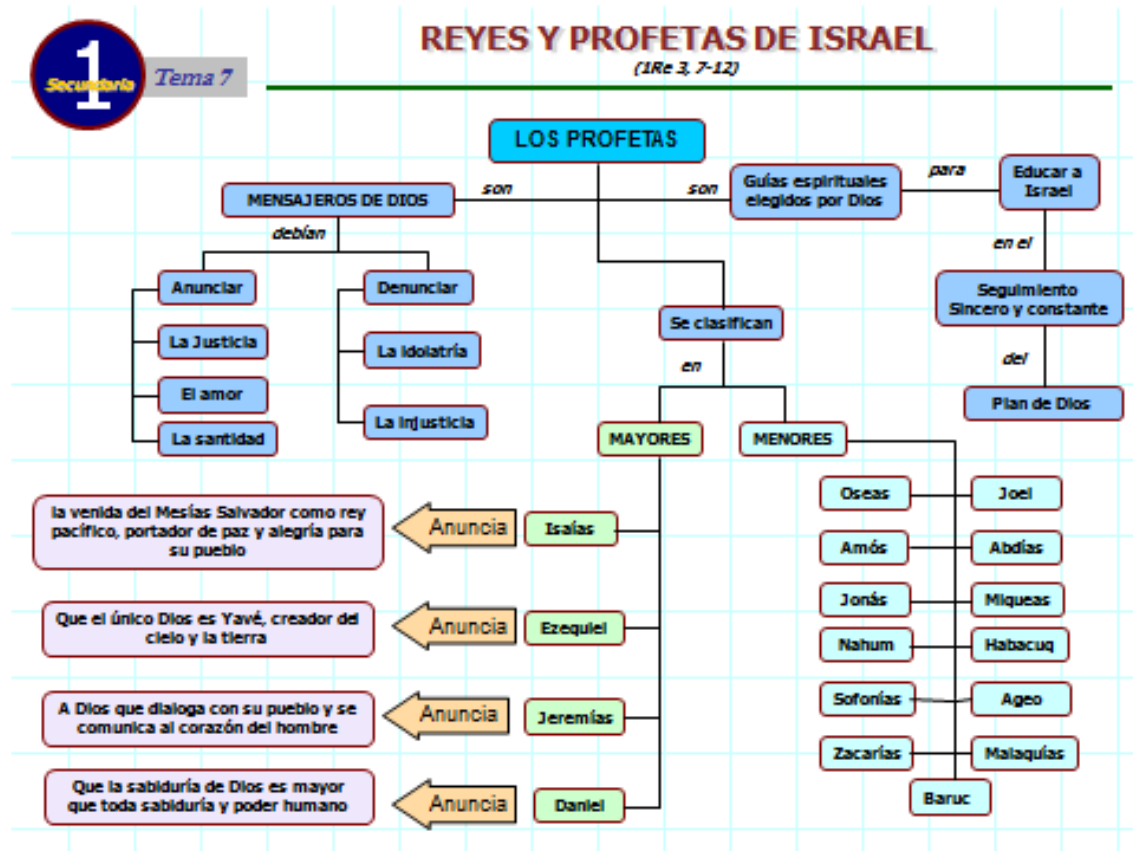 1
Secundaria
Tema 7
REYES Y PROFETAS DE ISRAEL
(1Re 3, 7-12)
LOS PROFETAS
son
son
MENSAJEROS DE DIOS
Guías espirituales
elegidos por Dios
para
Educar a
Israel
debían
en el
Anunciar
Denunciar
Seguimiento
Sincero y constante
La Justicia
La idolatría
Se clasifican
del
en
El amor
Plan de Dios
La santidad
La injusticia
MAYORES
MENORES
la venida del Mesías Salvador como rey
pacífico, portador de paz y alegría para
su pueblo
Anuncia
Isaías
Que el único Dios es Yavé, creador del
cielo y la tierra
Anuncia
Ezequiel
A Dios que dialoga con su pueblo y se
comunica al corazón del hombre
Anuncia
Jeremías
Que la sabiduría de Dios es mayor
que toda sabiduría y poder humano
Anuncia
Daniel
Oseas
Joel
Amós
Abdías
Jonás
Miqueas
Nahum
Habacuq
Sofonías
Ageo
Zacarías
Malaquías
Baruc